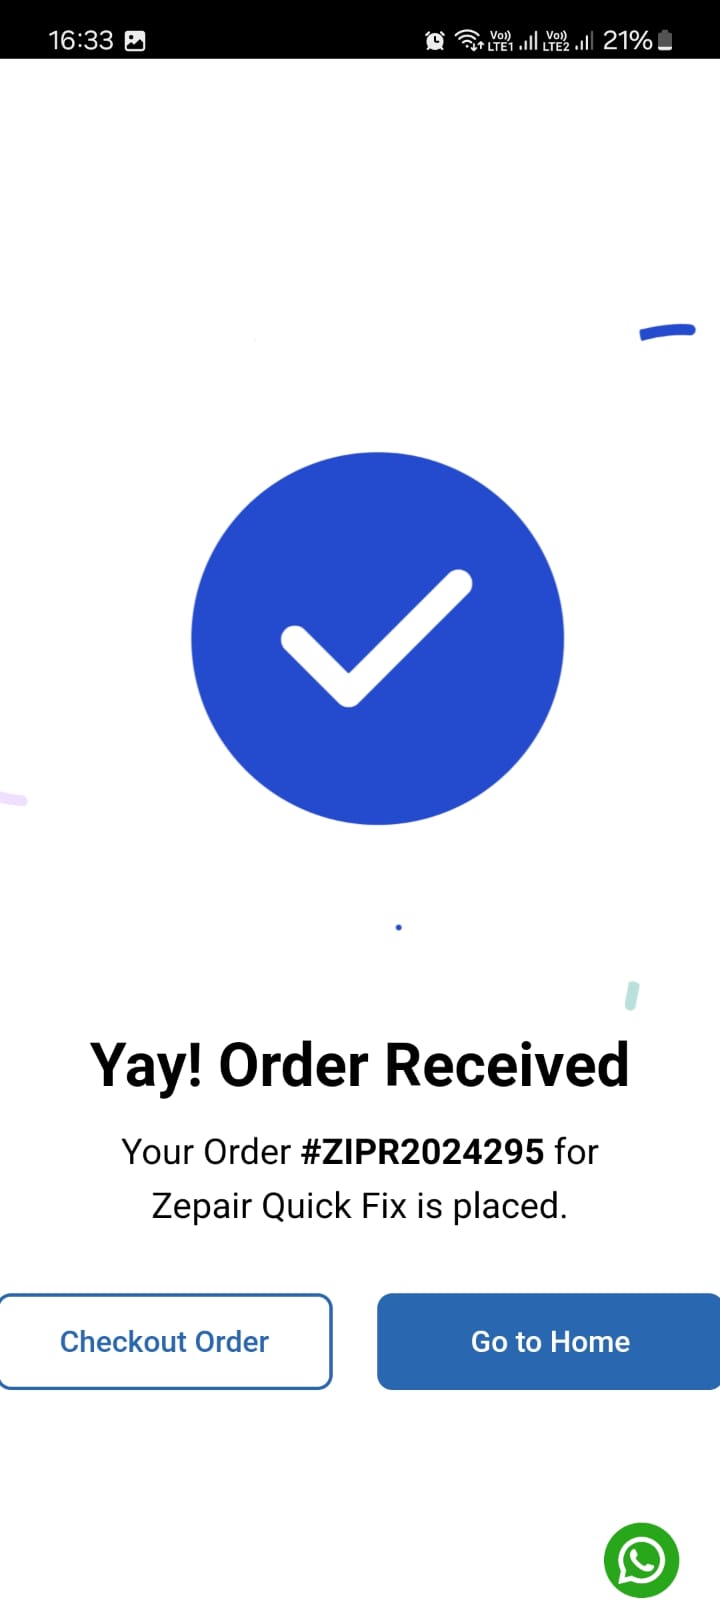 16:33 Vo)) LTE1 Vo)) LTE2 21%
Yay! Order Received
Your Order #ZIPR2024295 for
Zepair Quick Fix is placed.
Checkout Order Go to Home